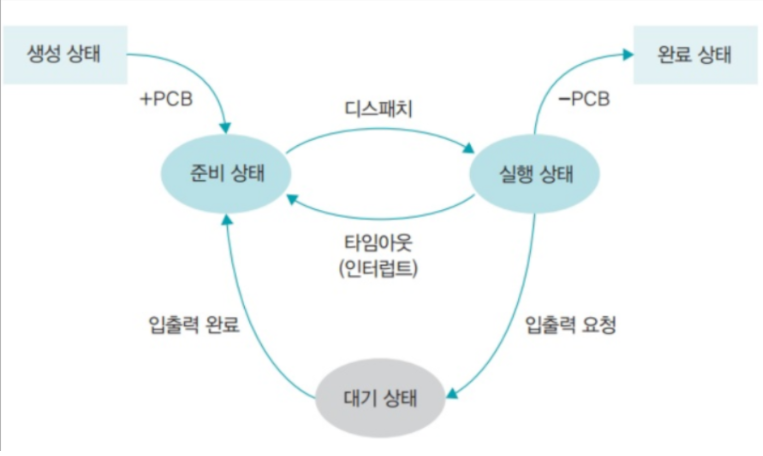 생성 상태
완료 상태
+PCB
–PCB
디스패치
준비 상태
실행 상태
타임아웃
(인터럽트)
입출력 완료
입출력 요청
대기 상태